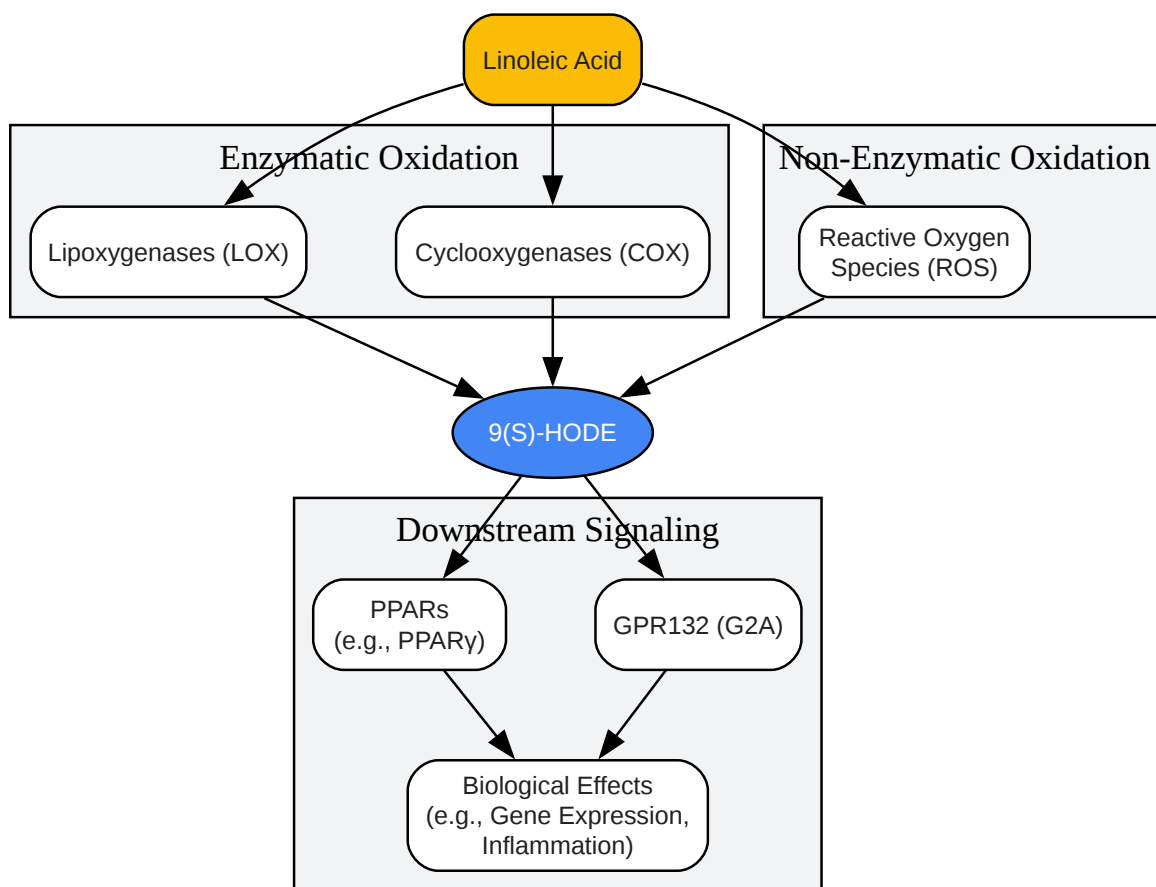 Linoleic Acid
Enzymatic Oxidation
Non-Enzymatic Oxidation
Lipoxygenases (LOX)
Cyclooxygenases (COX)
Reactive Oxygen
Species (ROS)
9(S)-HODE
Downstream Signaling
PPARs
(e.g., PPARγ)
GPR132 (G2A)
Biological Effects
(e.g., Gene Expression,
Inflammation)